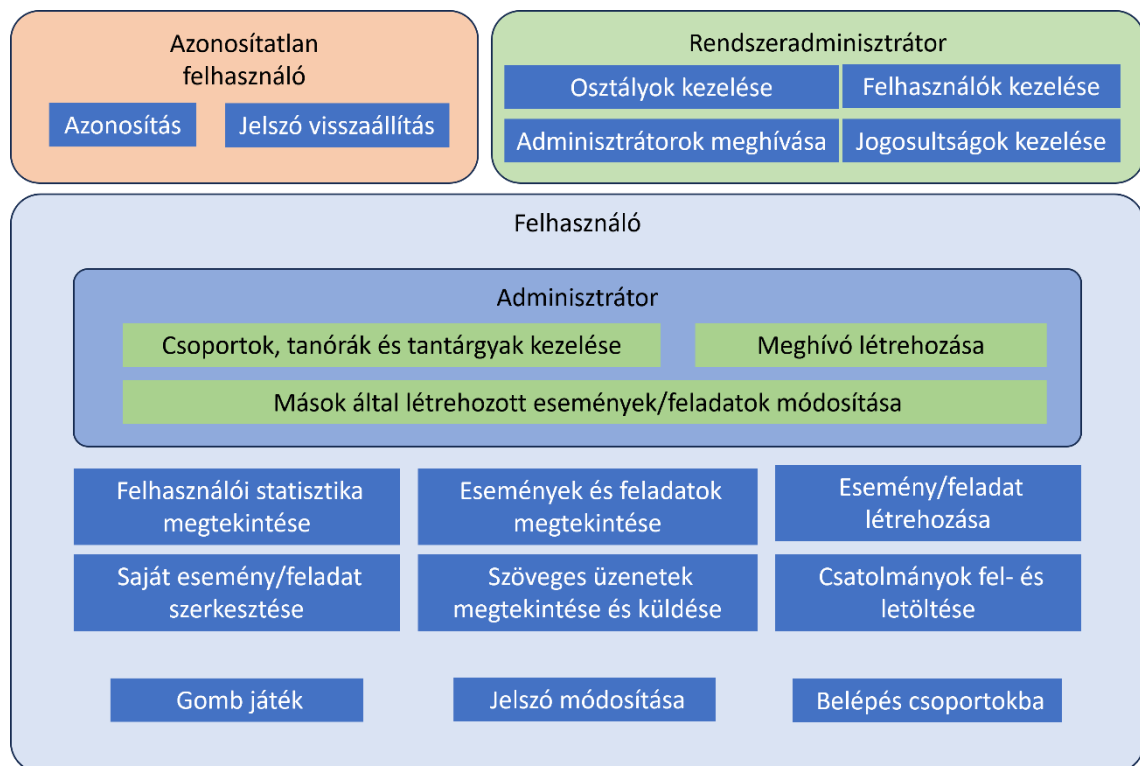 Azonosítatlan
felhasználó
Azonosítás
Jelszó visszaállítás
Rendszeradminisztrátor
Osztályok kezelése
Felhasználók kezelése
Adminisztrátorok meghívása
Jogosultságok kezelése
Felhasználó
Adminisztrátor
Csoportok, tanórák és tantárgyak kezelése
Meghívó létrehozása
Mások által létrehozott események/feladatok módosítása
Felhasználói statisztika
megtekintése
Események és feladatok
megtekintése
Esemény/feladat
létrehozása
Saját esemény/feladat
szerkesztése
Szöveges üzenetek
megtekintése és küldése
Csatolmányok fel- és
letöltése
Gomb játék
Jelszó módosítása
Belépés csoportokba